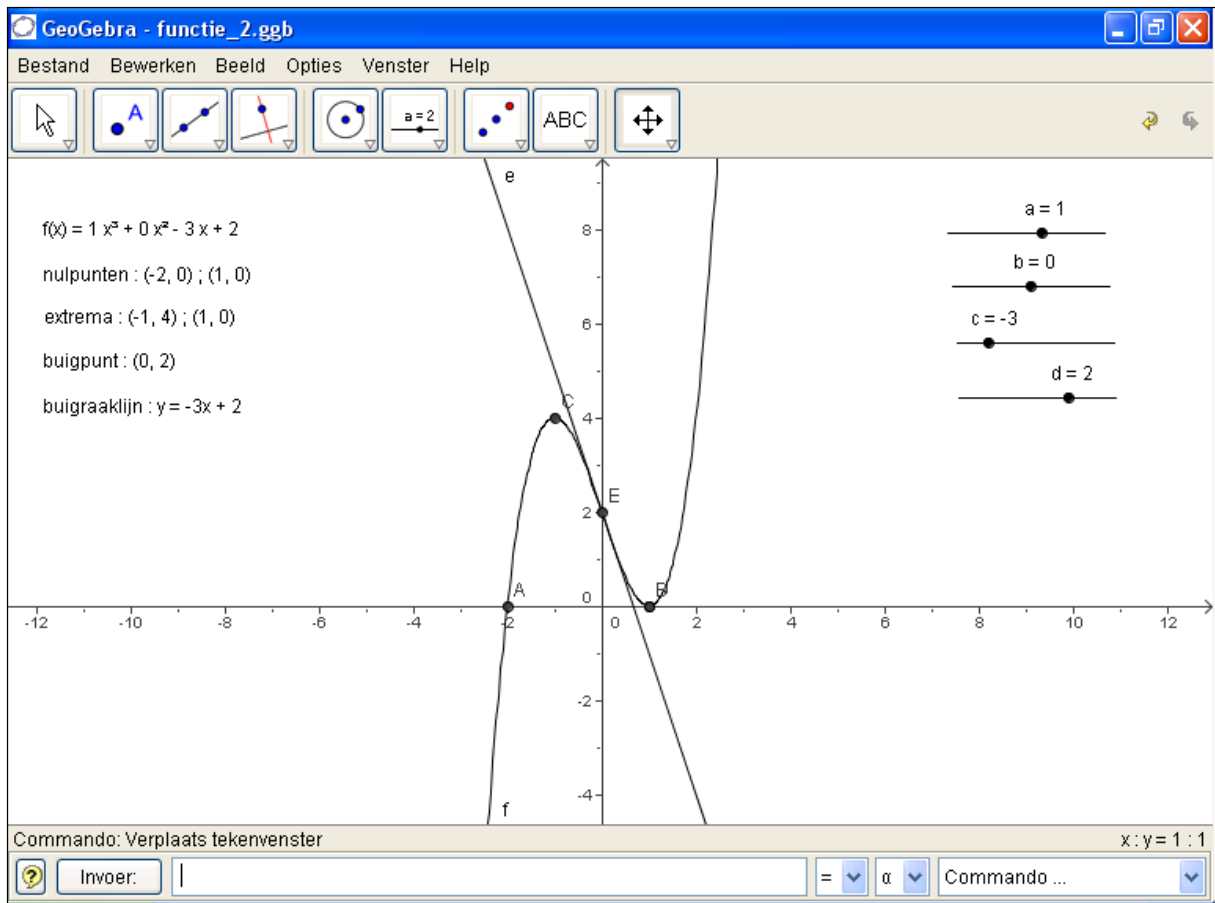 GeoGebra - functie_2.ggb
Bestand Bewerken Beeld Opties Venster Help
A
a = 2
ABC
e
f(x) = 1 x³ + 0 x² - 3 x + 2
nulpunten : (-2, 0) ; (1, 0)
extrema : (-1, 4) ; (1, 0)
buigpunt : (0, 2)
buigraaklijn : y = -3x + 2
a = 1
b = 0
c = -3
d = 2
8
6
C
4
E
2
A
B
0
-12 -10 -8 -6 -4 -2 0 2 4 6 8 10 12
-2
-4
f
Commando: Verplaats tekenvenster
x : y = 1 : 1
? Invoer: = α Commando ...